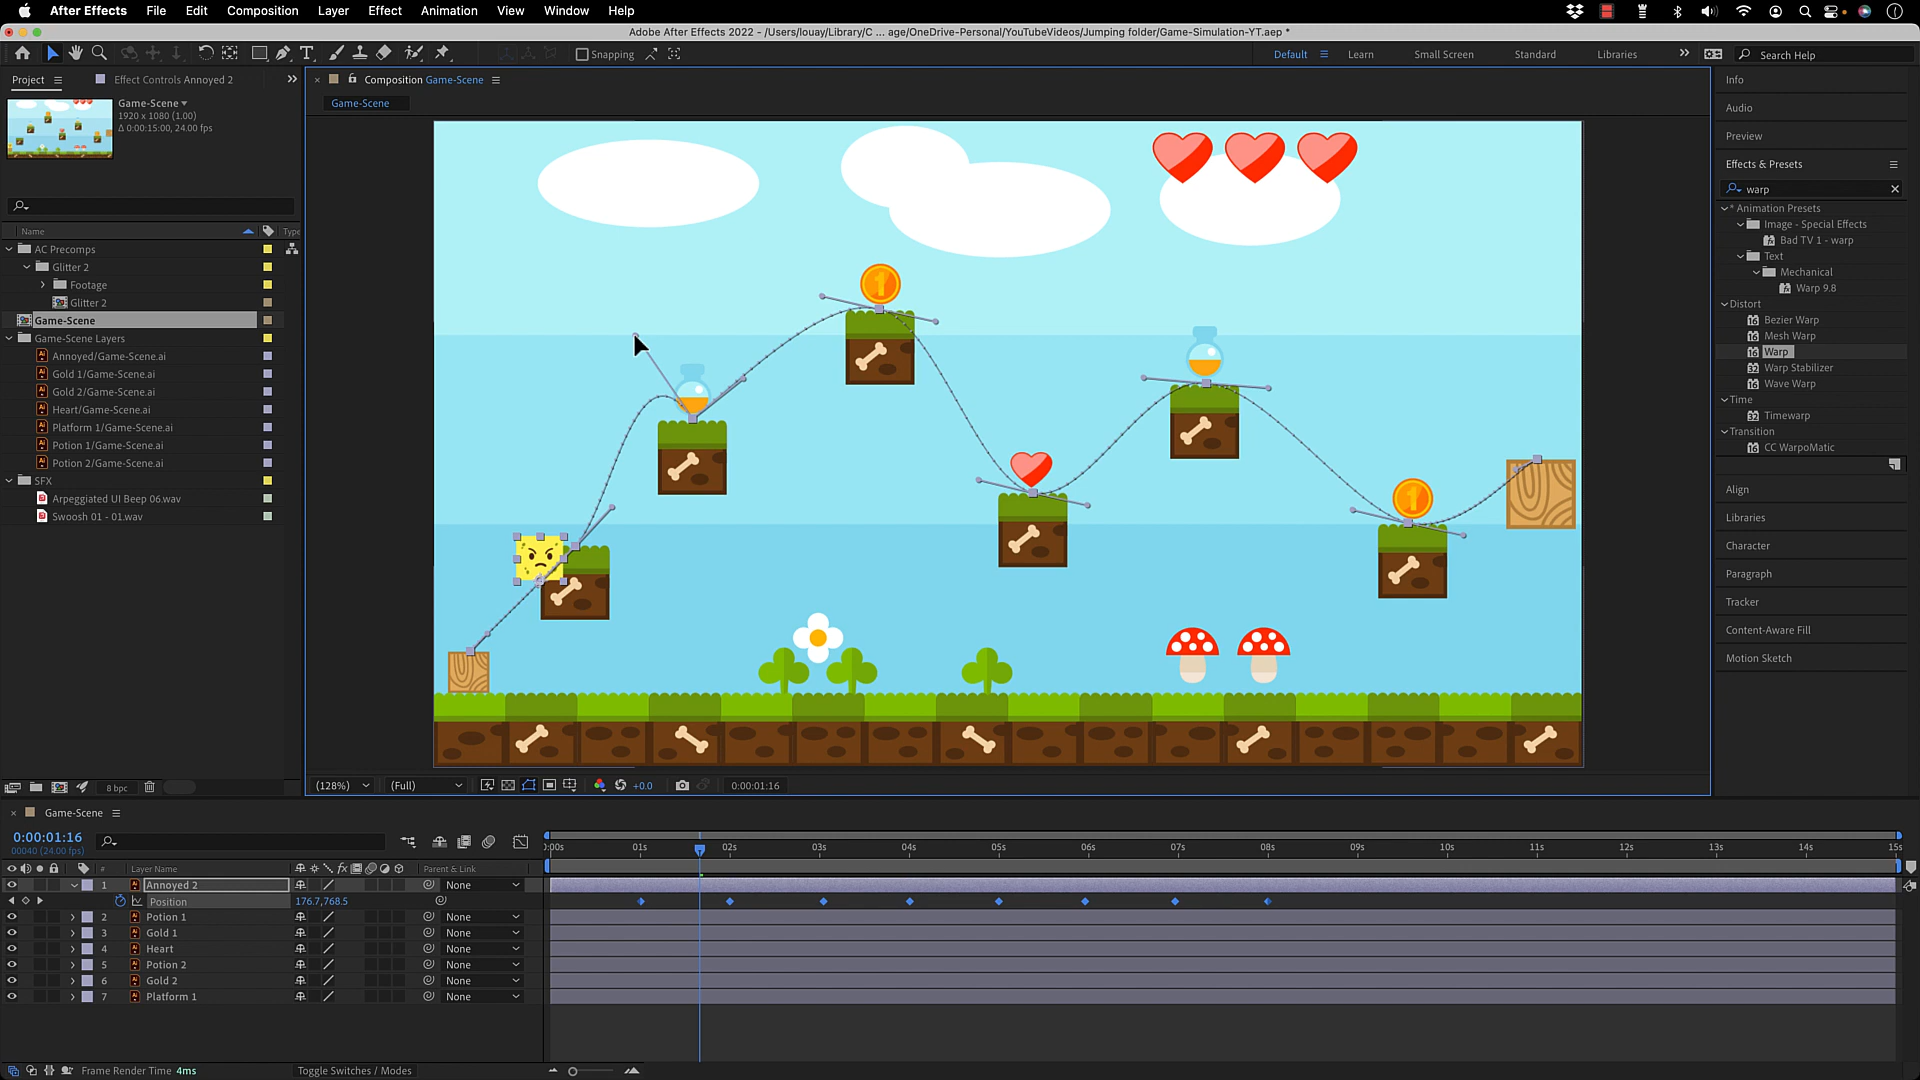 After Effects File Edit Composition Layer Effect Animation View Window Help
Adobe After Effects 2022 - /Users/louay/Library/C ... age/OneDrive-Personal/YouTubeVideos/Jumping folder/Game-Simulation-YT.aep *
Snapping Default Learn Small Screen Standard Libraries Search Help
Project Effect Controls Annoyed 2
Composition Game-Scene
Game-Scene
Game-Scene
1920 x 1080 (1.00)
Δ 0:00:15:00, 24.00 fps
Name Type
AC Precomps
Glitter 2
Footage
Glitter 2
Game-Scene
Game-Scene Layers
Annoyed/Game-Scene.ai
Gold 1/Game-Scene.ai
Gold 2/Game-Scene.ai
Heart/Game-Scene.ai
Platform 1/Game-Scene.ai
Potion 1/Game-Scene.ai
Potion 2/Game-Scene.ai
SFX
Arpeggiated UI Beep 06.wav
Swoosh 01 - 01.wav
8 bpc
1
1
(128%) (Full) +0.0 0:00:01:16
Info
Audio
Preview
Effects & Presets
warp
* Animation Presets
Image - Special Effects
Bad TV 1 - warp
Text
Mechanical
Warp 9.8
Distort
Bezier Warp
Mesh Warp
Warp
Warp Stabilizer
Wave Warp
Time
Timewarp
Transition
CC WarpoMatic
Align
Libraries
Character
Paragraph
Tracker
Content-Aware Fill
Motion Sketch
Game-Scene
0:00:01:16
00040 (24.00 fps)
:00s 01s 02s 03s 04s 05s 06s 07s 08s 09s 10s 11s 12s 13s 14s 15s
# Layer Name fx Parent & Link
1 Annoyed 2 None
Position 176.7,768.5
2 Potion 1 None
3 Gold 1 None
4 Heart None
5 Potion 2 None
6 Gold 2 None
7 Platform 1 None
Frame Render Time 4ms Toggle Switches / Modes